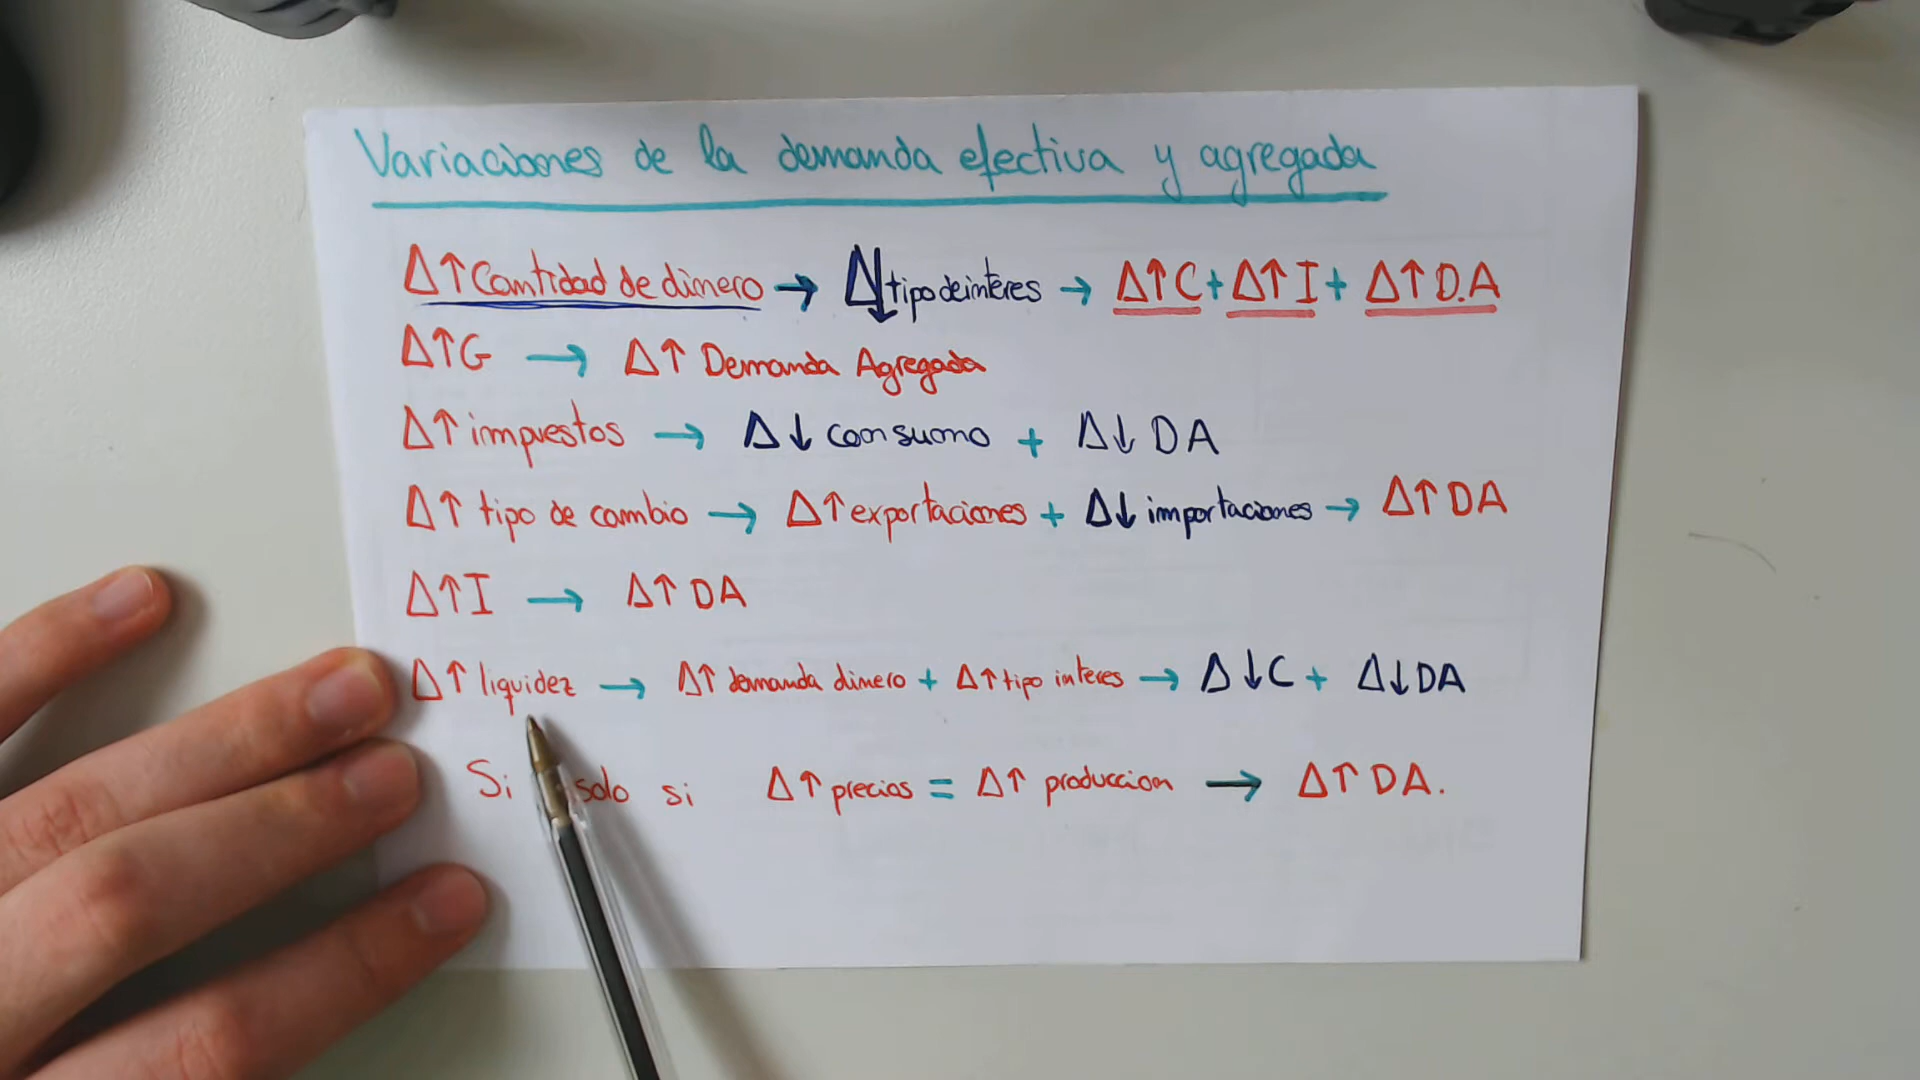 Variaciones de la demanda efectiva y agregada
Δ↑ Cantidad de dinero → Δ↓ tipo de interes → Δ↑ C + Δ↑ I + Δ↑ D.A
Δ↑ G → Δ↑ Demanda Agregada
Δ↑ impuestos → Δ↓ consumo + Δ↓ DA
Δ↑ tipo de cambio → Δ↑ exportaciones + Δ↓ importaciones → Δ↑ DA
Δ↑ I → Δ↑ DA
Δ↑ liquidez → Δ↑ demanda dinero + Δ↑ tipo interes → Δ↓ C + Δ↓ DA
Si solo si Δ↑ precios = Δ↑ produccion → Δ↑ DA.